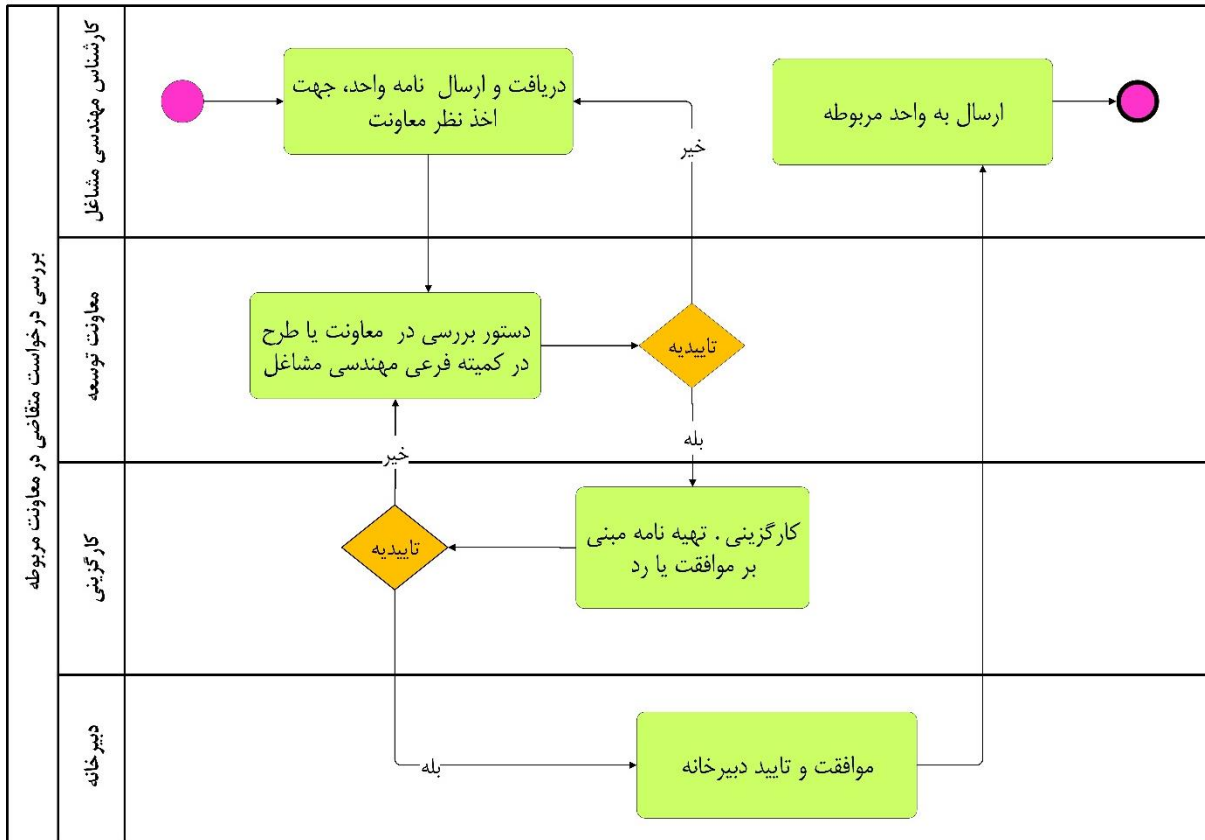 بررسی درخواست متقاضی در معاونت مربوطه
کارشناس مهندسی مشاغل
دریافت و ارسال نامه واحد، جهت
اخذ نظر معاونت
خیر
ارسال به واحد مربوطه
معاونت توسعه
دستور بررسی در معاونت یا طرح
در کمیته فرعی مهندسی مشاغل
تاییدیه
بله
خیر
کارگزینی
کارگزینی . تهیه نامه مبنی
بر موافقت یا رد
تاییدیه
بله
دبیرخانه
موافقت و تایید دبیرخانه